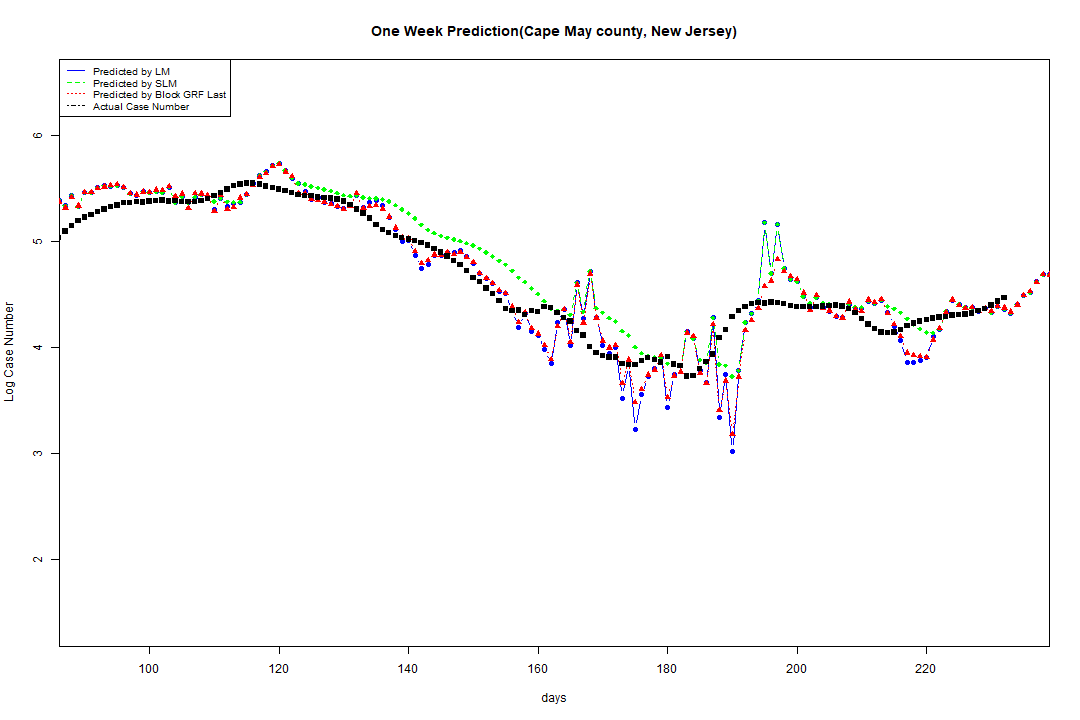 One Week Prediction(Cape May county, New Jersey)
Predicted by LM
Predicted by SLM
Predicted by Block GRF Last
Actual Case Number
6
5
4
3
2
Log Case Number
100 120 140 160 180 200 220
days